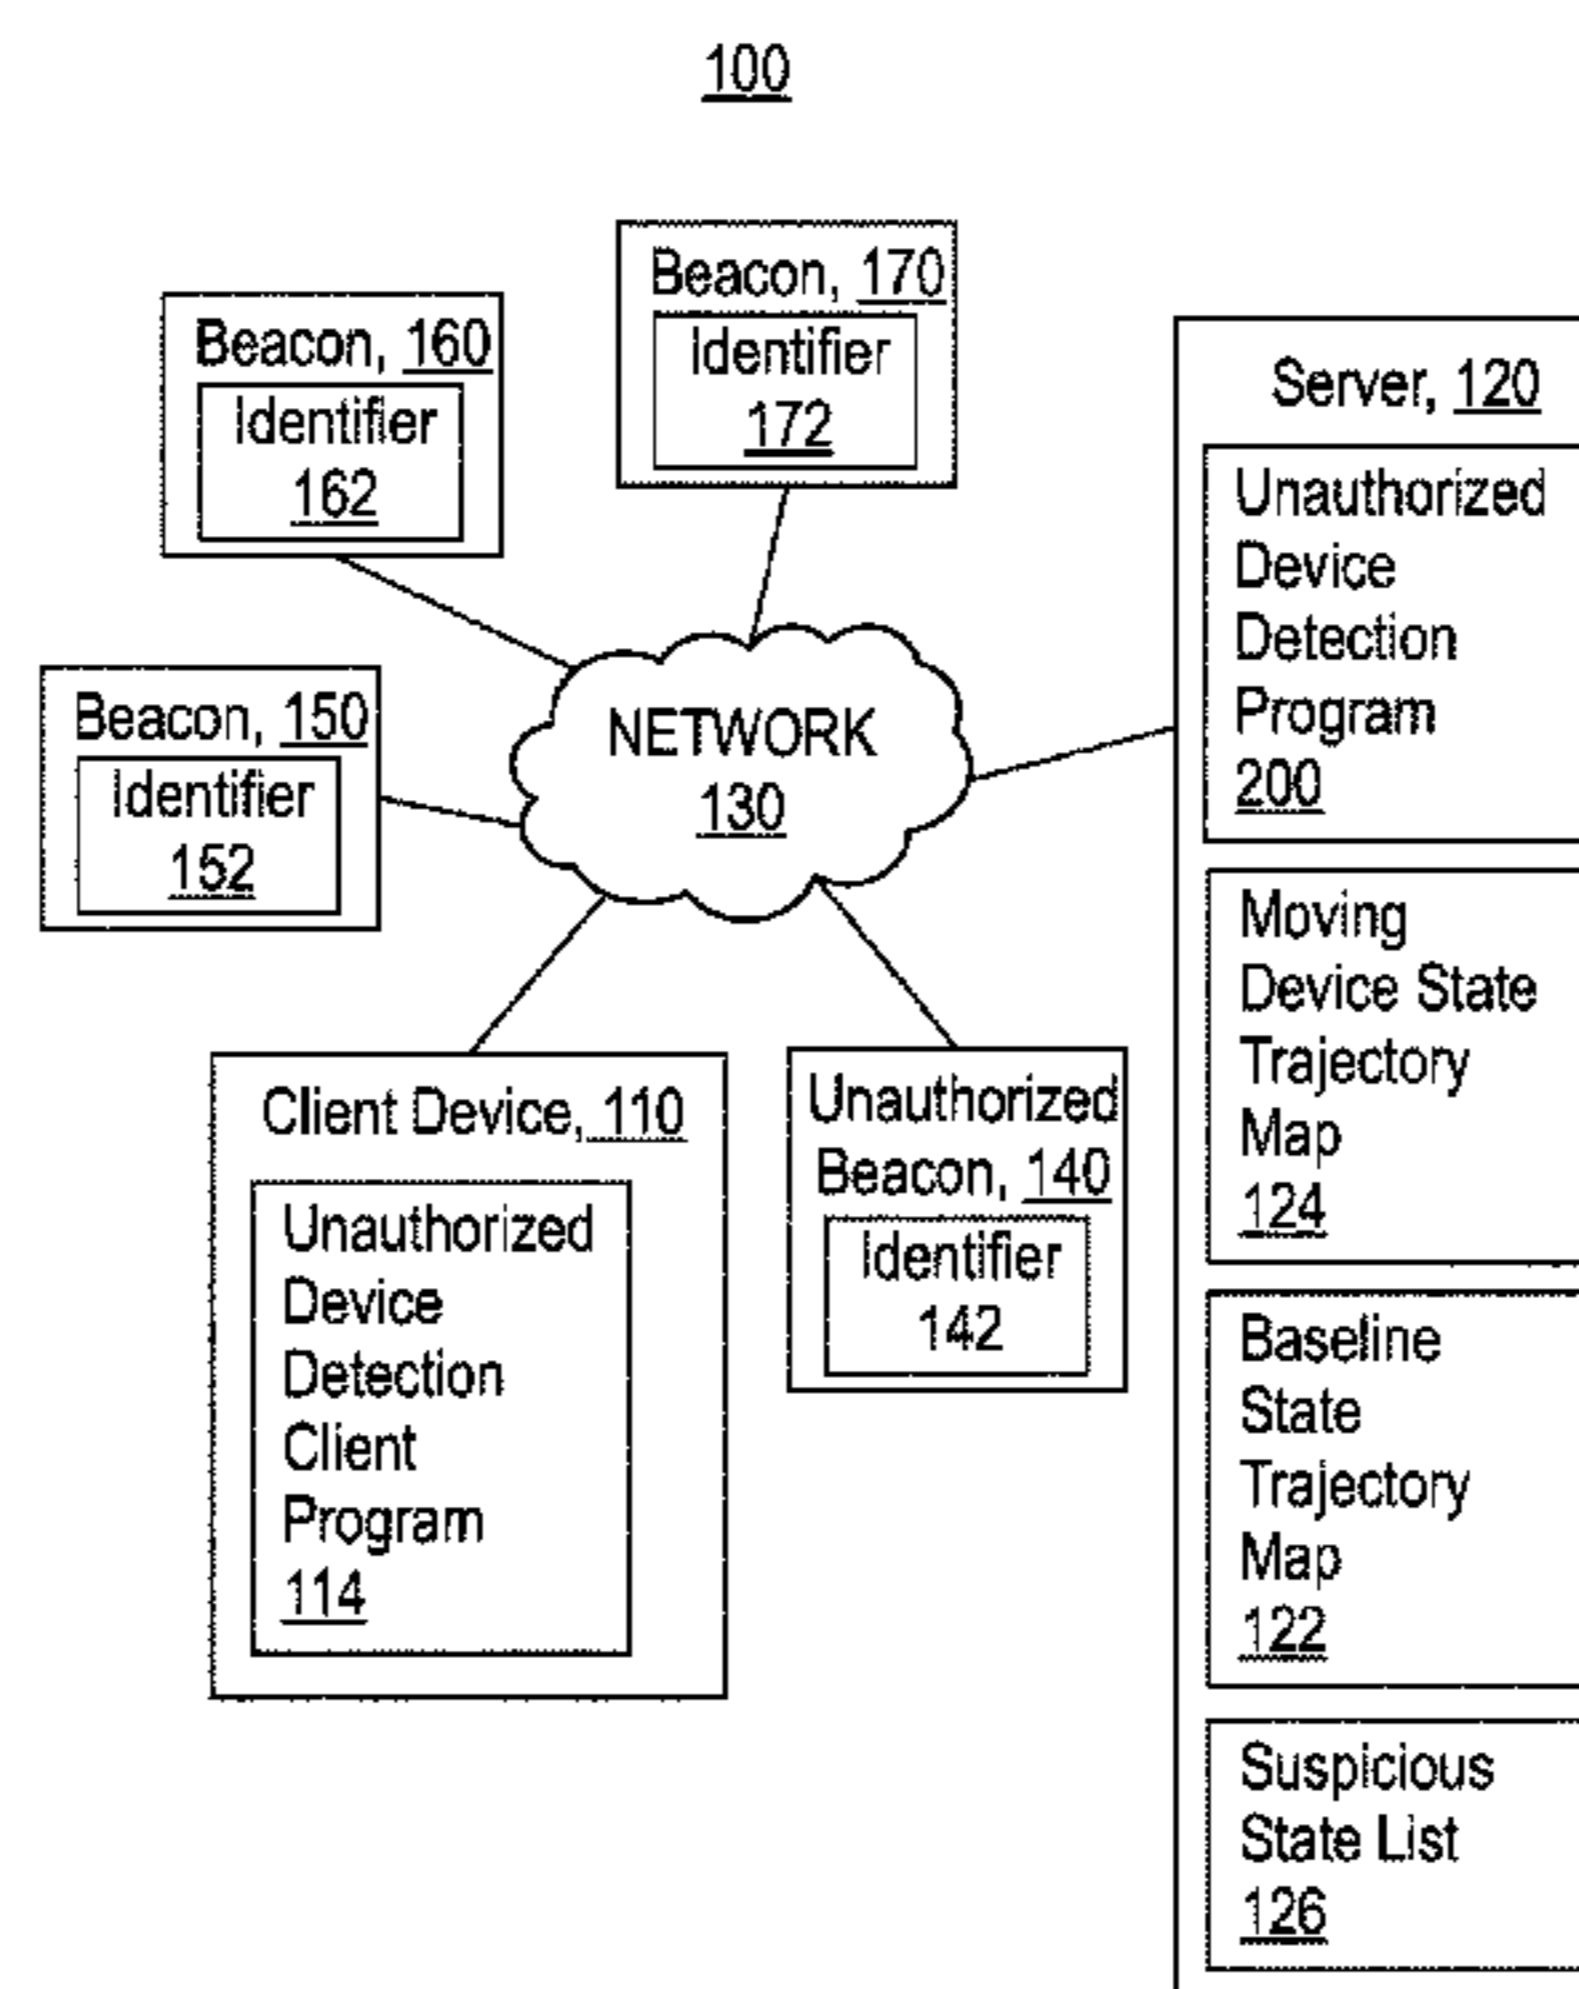 100
Beacon, 170
Identifier
172
Beacon, 160
Identifier
162
Beacon, 150
Identifier
152
NETWORK
130
Client Device, 110
Unauthorized
Device
Detection
Client
Program
114
Unauthorized
Beacon, 140
Identifier
142
Server, 120
Unauthorized
Device
Detection
Program
200
Moving
Device State
Trajectory
Map
124
Baseline
State
Trajectory
Map
122
Suspicious
State List
126